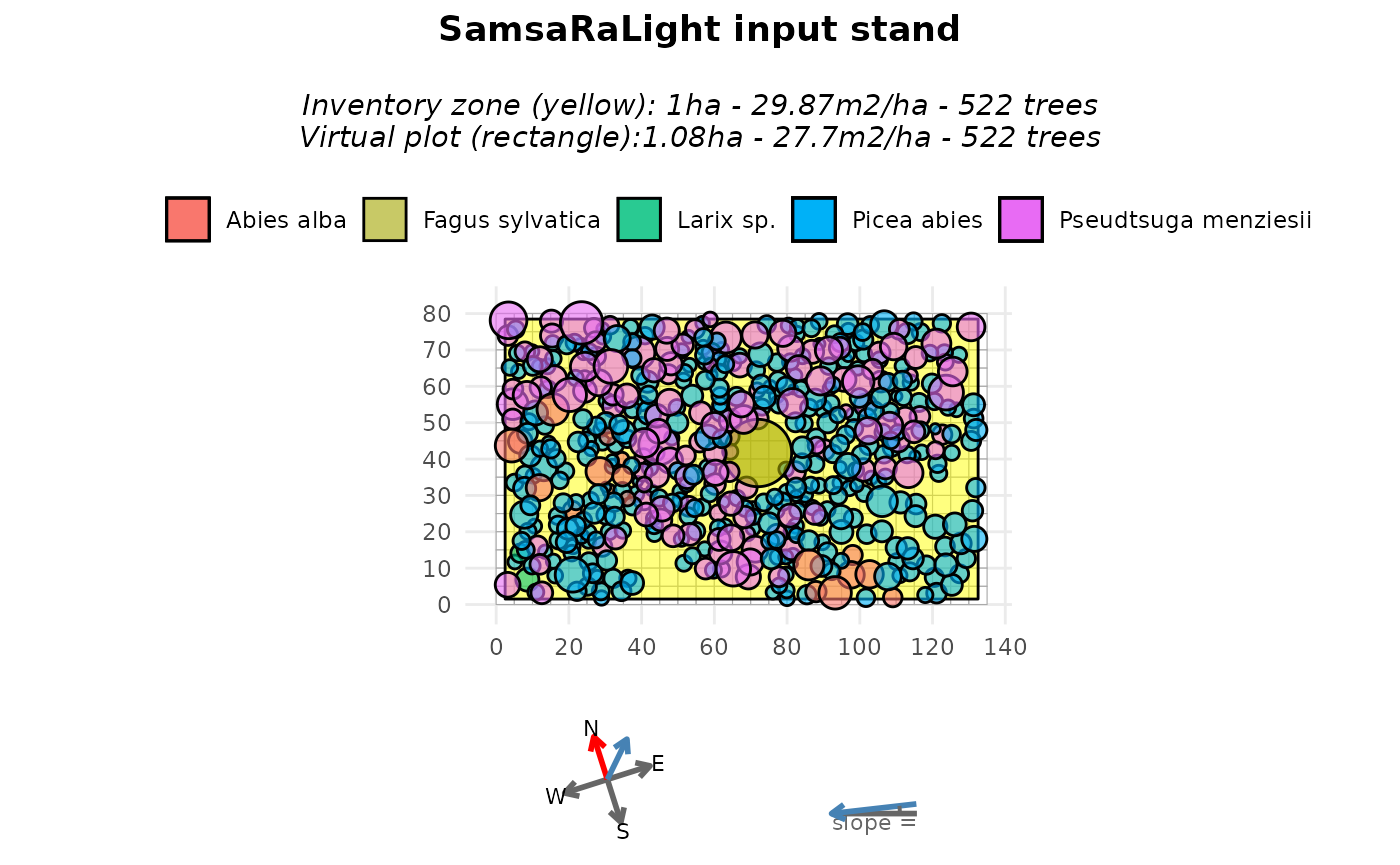 SamsaRaLight input stand
Inventory zone (yellow): 1ha - 29.87m2/ha - 522 trees
Virtual plot (rectangle):1.08ha - 27.7m2/ha - 522 trees
Abies alba Fagus sylvatica Larix sp. Picea abies Pseudtsuga menziesii
80
70
60
50
40
30
20
10
0
0 20 40 60 80 100 120 140
N
E
W
S
slope =